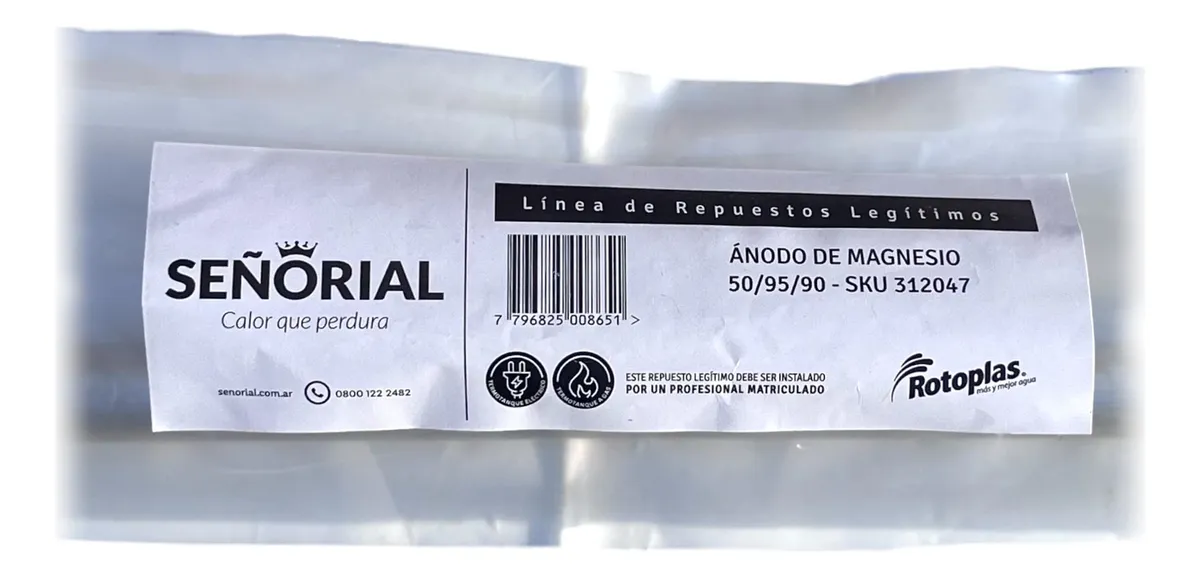 SEÑORIAL
Calor que perdura
senorial.com.ar 0800 122 2482
Línea de Repuestos Legítimos
7 796825 008651 >
ÁNODO DE MAGNESIO
50/95/90 - SKU 312047
TERMOTANQUE ELÉCTRICO
TERMOTANQUE A GAS
ESTE REPUESTO LEGÍTIMO DEBE SER INSTALADO
POR UN PROFESIONAL MATRICULADO
Rotoplas®
más y mejor agua